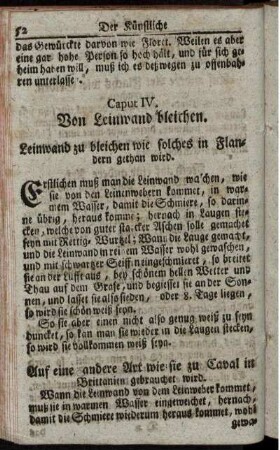 52 Der Künstliche
das Gewürckte darvon wie Floret. Weilen es aber
eine gar hohe Person so hoch hält, und für sich ge-
heim haben will, muß ich es deßwegen zu offenbah-
ren unterlasse.
Caput IV.
Von Leinwand bleichen.
Leinwand zu bleichen wie solches in Flan-
dern gethan wird.
Erstlichen muß man die Leinwand waschen, wie
sie von den Leinenwebern kommet, in war-
mem Wasser, damit die Schmiere, so darin-
ne übrig, heraus komme; hernach in Laugen ste-
cken, welche von guter starcker Aschen solle gemachet
seyn mit Rettig-Wurtzel; Wann die Lauge gemacht,
und die Leinwand in reinem Wasser wohl gewaschen,
und mit schwartzer Seiffen eingeschmieret, so breitet
sie an der Lufft aus, bey schönem hellen Wetter und
Thau auf dem Grase, und begiesset sie an der Son-
nen, und lasset sie also sieden, oder 8. Tage liegen,
so wird sie schön weiß seyn.
So sie aber einen nicht also genug weiß zu seyn
duncket, so kan man sie wieder in die Laugen stecken,
so wird sie vollkommen weiß seyn.
Auf eine andere Art wie sie zu Caval in
Brittanien gebrauchet wird.
Wann die Leinwand von dem Leinweber kommet,
muß sie in warmen Wasser eingeweichet, hernach,
damit die Schmiere wiederum heraus kommet, wohl
gewa-